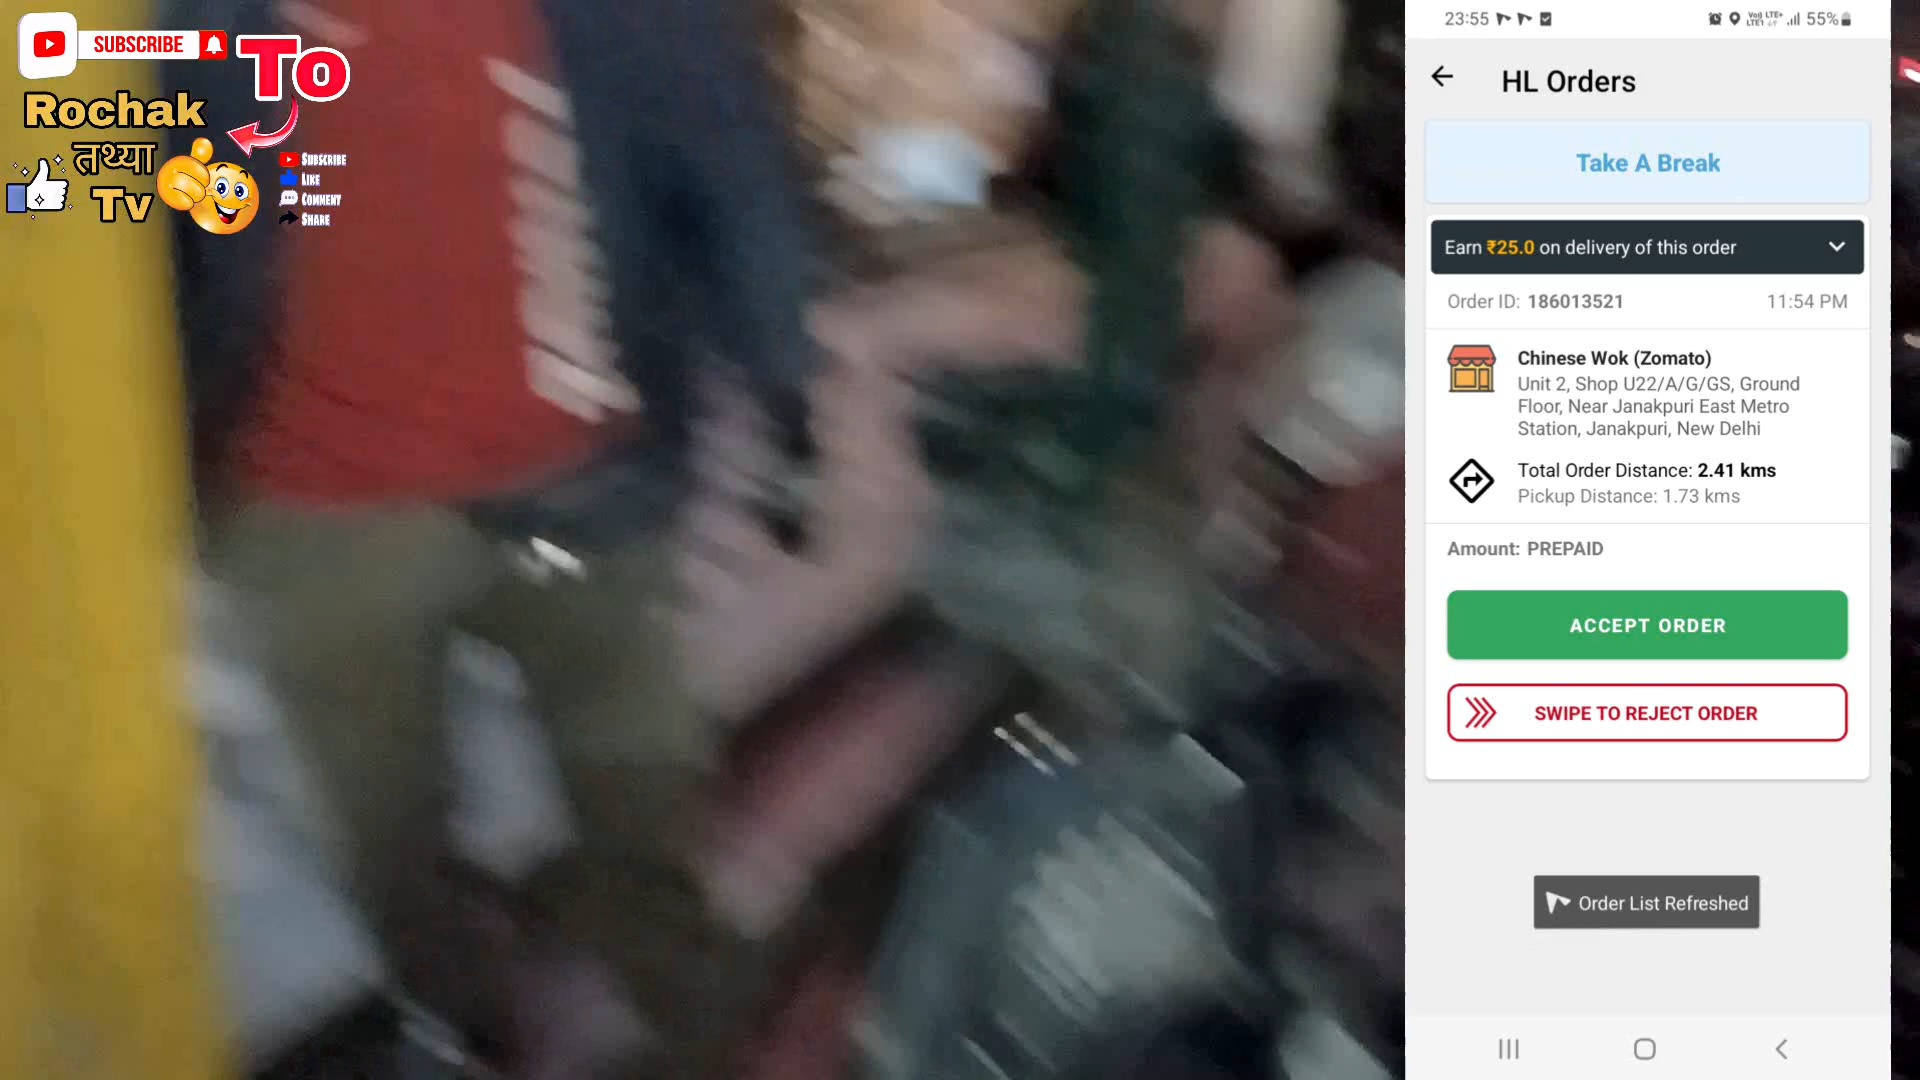 SUBSCRIBE
To
Rochak
तथ्या
Tv
SUBSCRIBE
LIKE
COMMENT
SHARE
23:55
Vo) LTE+
LTE1
55%
HL Orders
Take A Break
Earn ₹25.0 on delivery of this order
Order ID: 186013521
11:54 PM
Chinese Wok (Zomato)
Unit 2, Shop U22/A/G/GS, Ground
Floor, Near Janakpuri East Metro
Station, Janakpuri, New Delhi
Total Order Distance: 2.41 kms
Pickup Distance: 1.73 kms
Amount: PREPAID
ACCEPT ORDER
SWIPE TO REJECT ORDER
Order List Refreshed